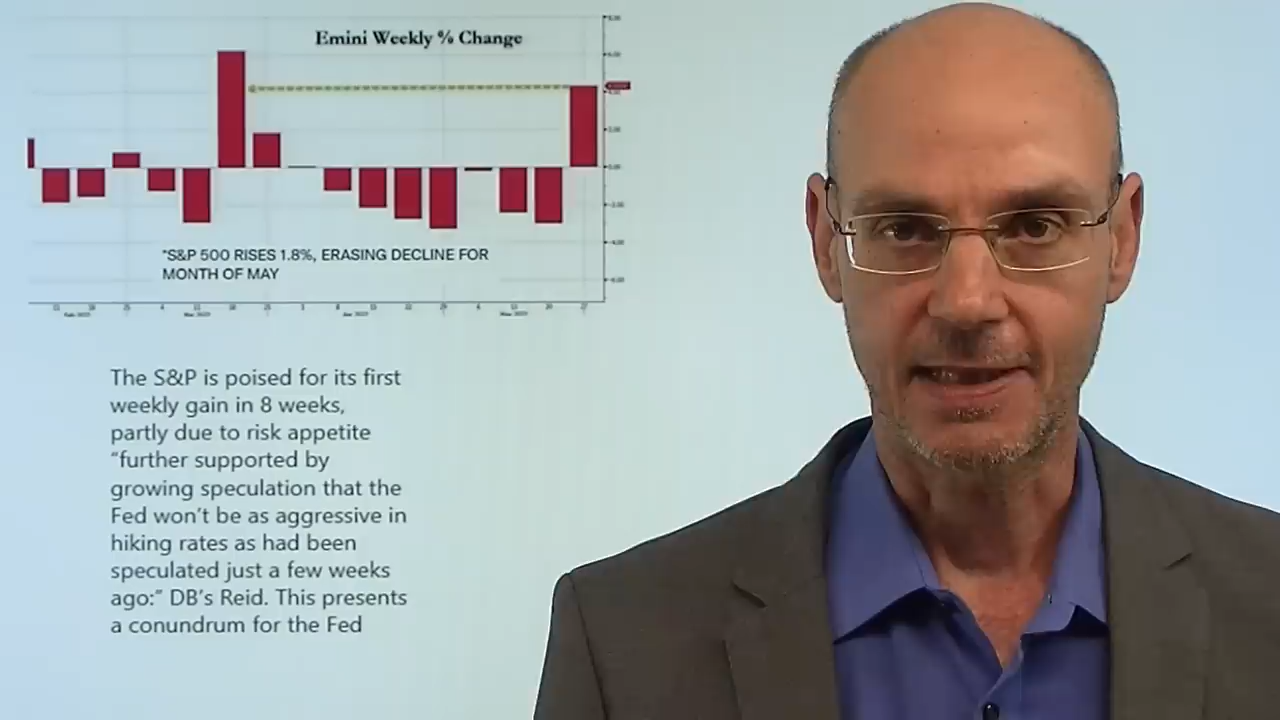 Emini Weekly % Change
"S&P 500 RISES 1.8%, ERASING DECLINE FOR
MONTH OF MAY
The S&P is poised for its first
weekly gain in 8 weeks,
partly due to risk appetite
“further supported by
growing speculation that the
Fed won’t be as aggressive in
hiking rates as had been
speculated just a few weeks
ago:” DB’s Reid. This presents
a conundrum for the Fed